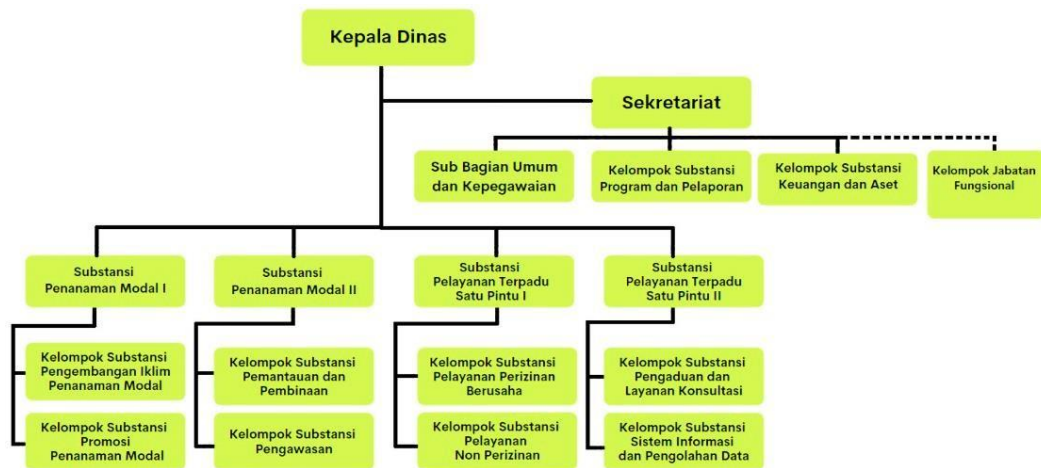 Kepala Dinas
Sekretariat
Sub Bagian Umum
dan Kepegawaian
Kelompok Substansi
Program dan Pelaporan
Kelompok Substansi
Keuangan dan Aset
Kelompok Jabatan
Fungsional
Substansi
Penanaman Modal I
Substansi
Penanaman Modal II
Substansi
Pelayanan Terpadu
Satu Pintu I
Substansi
Pelayanan Terpadu
Satu Pintu II
Kelompok Substansi
Pengembangan Iklim
Penanaman Modal
Kelompok Substansi
Pemantauan dan
Pembinaan
Kelompok Substansi
Pelayanan Perizinan
Berusaha
Kelompok Substansi
Pengaduan dan
Layanan Konsultasi
Kelompok Substansi
Promosi
Penanaman Modal
Kelompok Substansi
Pengawasan
Kelompok Substansi
Pelayanan
Non Perizinan
Kelompok Substansi
Sistem Informasi
dan Pengolahan Data